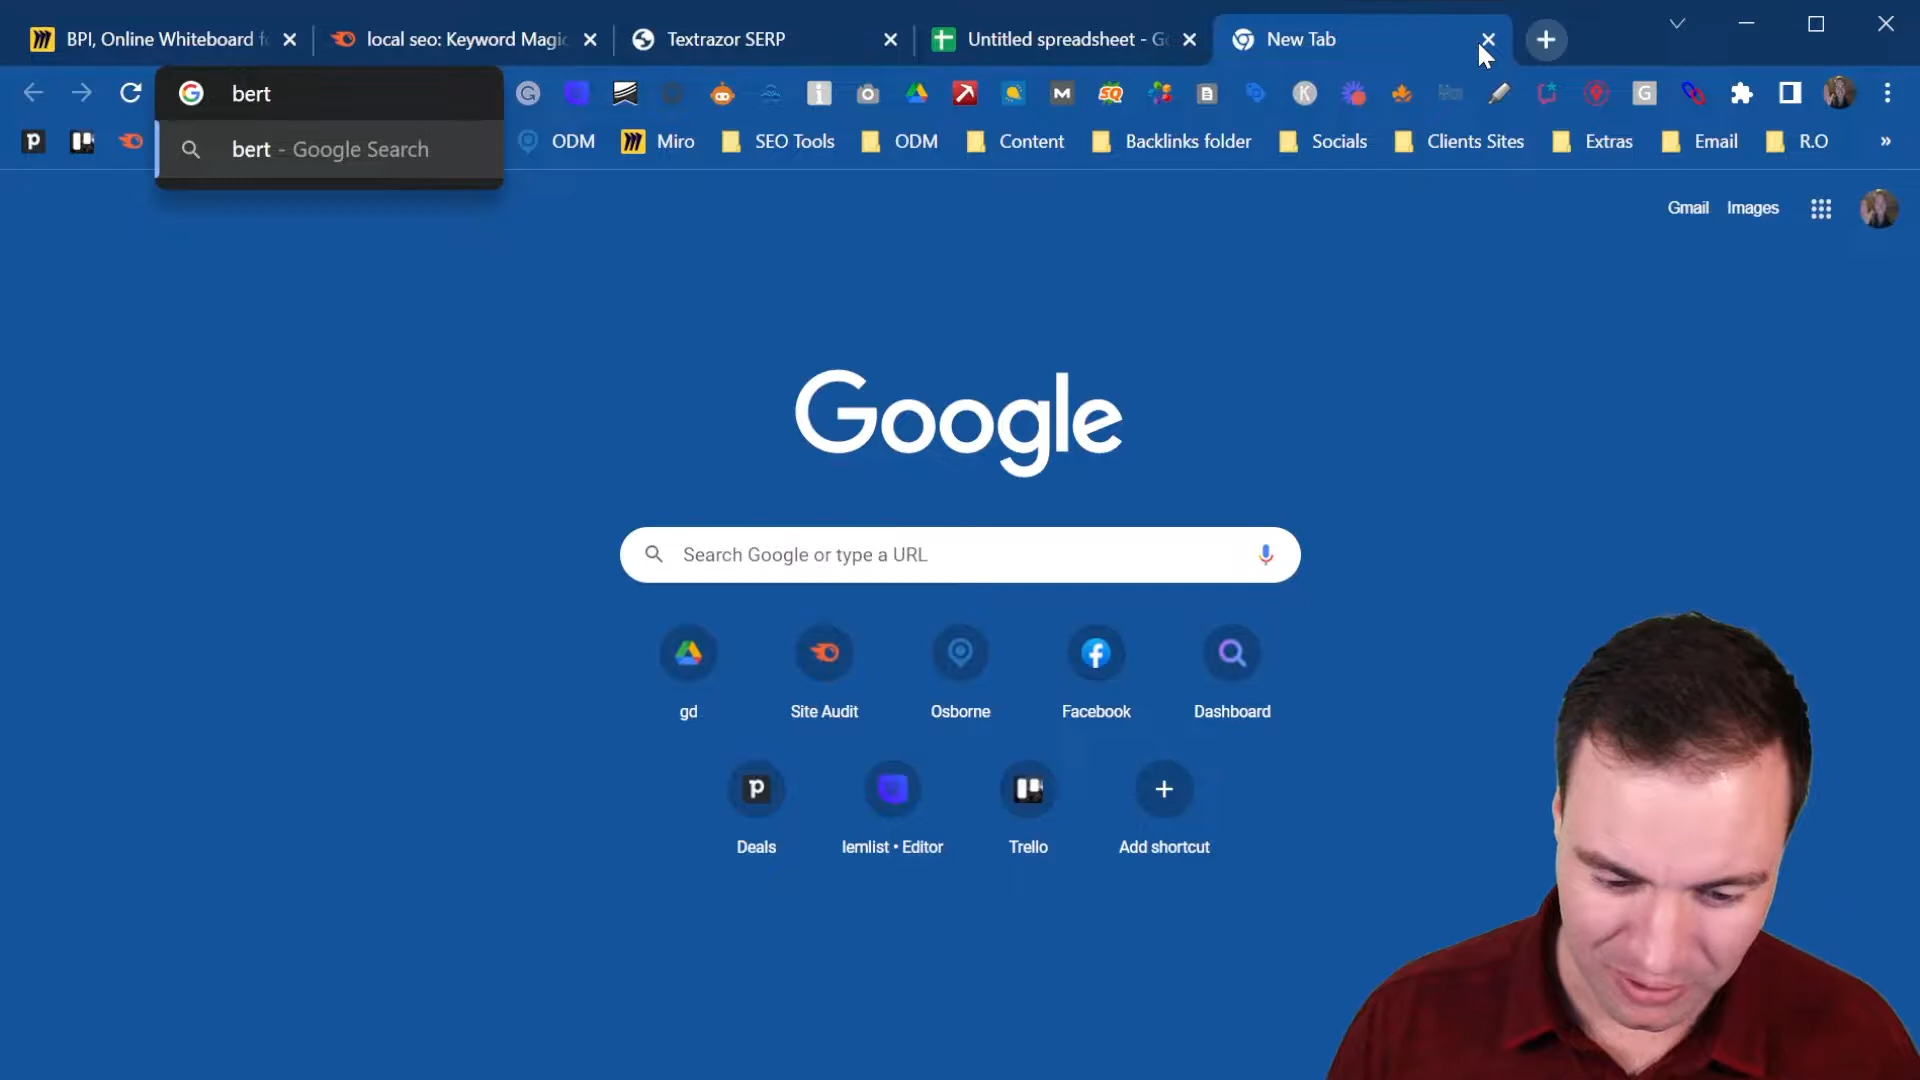 BPI, Online Whiteboard f
local seo: Keyword Magic
Textrazor SERP
Untitled spreadsheet - Go
New Tab
bert
bert - Google Search
ODM
Miro
SEO Tools
ODM
Content
Backlinks folder
Socials
Clients Sites
Extras
Email
R.O
»
Gmail
Images
Google
Search Google or type a URL
gd
Site Audit
Osborne
Facebook
Dashboard
Deals
lemlist • Editor
Trello
Add shortcut